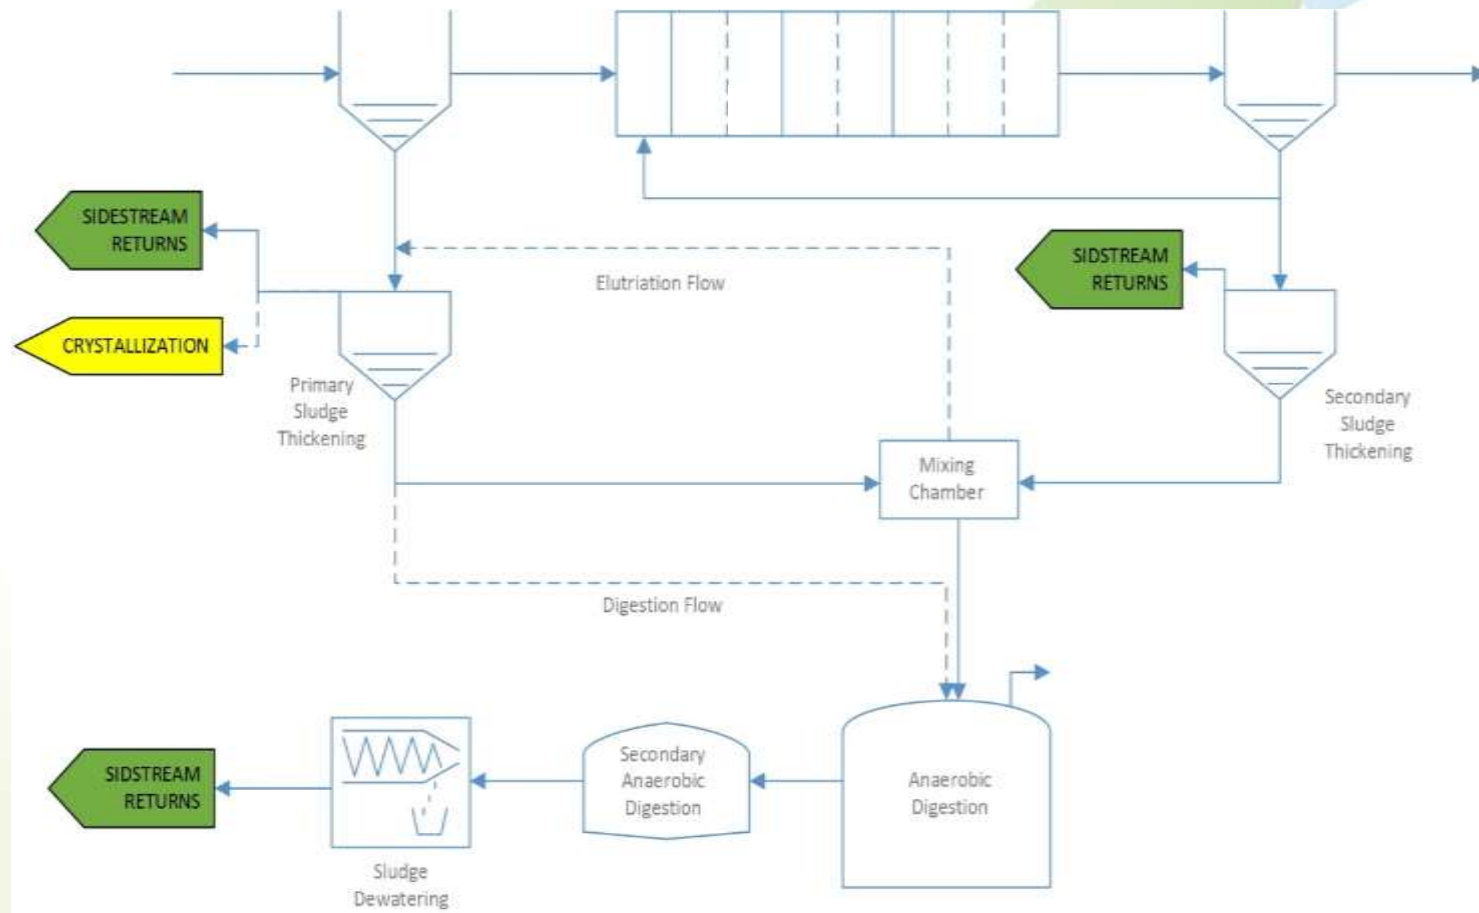 SIDESTREAM
RETURNS
Elutriation Flow
SIDSTREAM
RETURNS
CRYSTALLIZATION
Primary
Sludge
Thickening
Secondary
Sludge
Thickening
Mixing
Chamber
Digestion Flow
SIDSTREAM
RETURNS
Secondary
Anaerobic
Digestion
Anaerobic
Digestion
Sludge
Dewatering